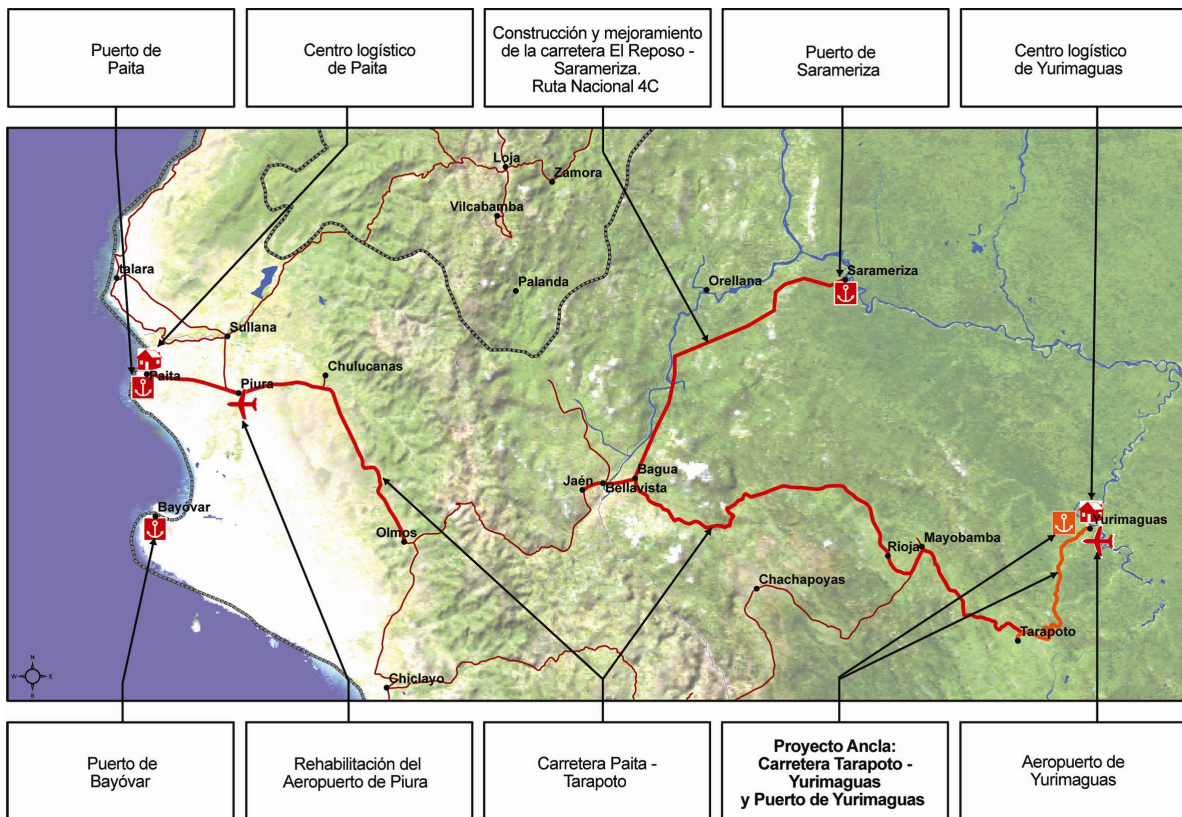 Puerto de
Paita
Centro logístico
de Paita
Construcción y mejoramiento
de la carretera El Reposo -
Sarameriza.
Ruta Nacional 4C
Puerto de
Sarameriza
Centro logístico
de Yurimaguas
Loja
Zamora
Vilcabamba
talara
Palanda
Orellana
Sarameriza
Sullana
Chulucanas
Paita
Piura
Bagua
Jaén
Bellavista
Bayóvar
Olmos
Rioja
Mayobamba
Yurimaguas
Chachapoyas
Tarapoto
Chiclayo
N
W
E
S
Puerto de
Bayóvar
Rehabilitación del
Aeropuerto de Piura
Carretera Paita -
Tarapoto
Proyecto Ancla:
Carretera Tarapoto -
Yurimaguas
y Puerto de Yurimaguas
Aeropuerto de
Yurimaguas